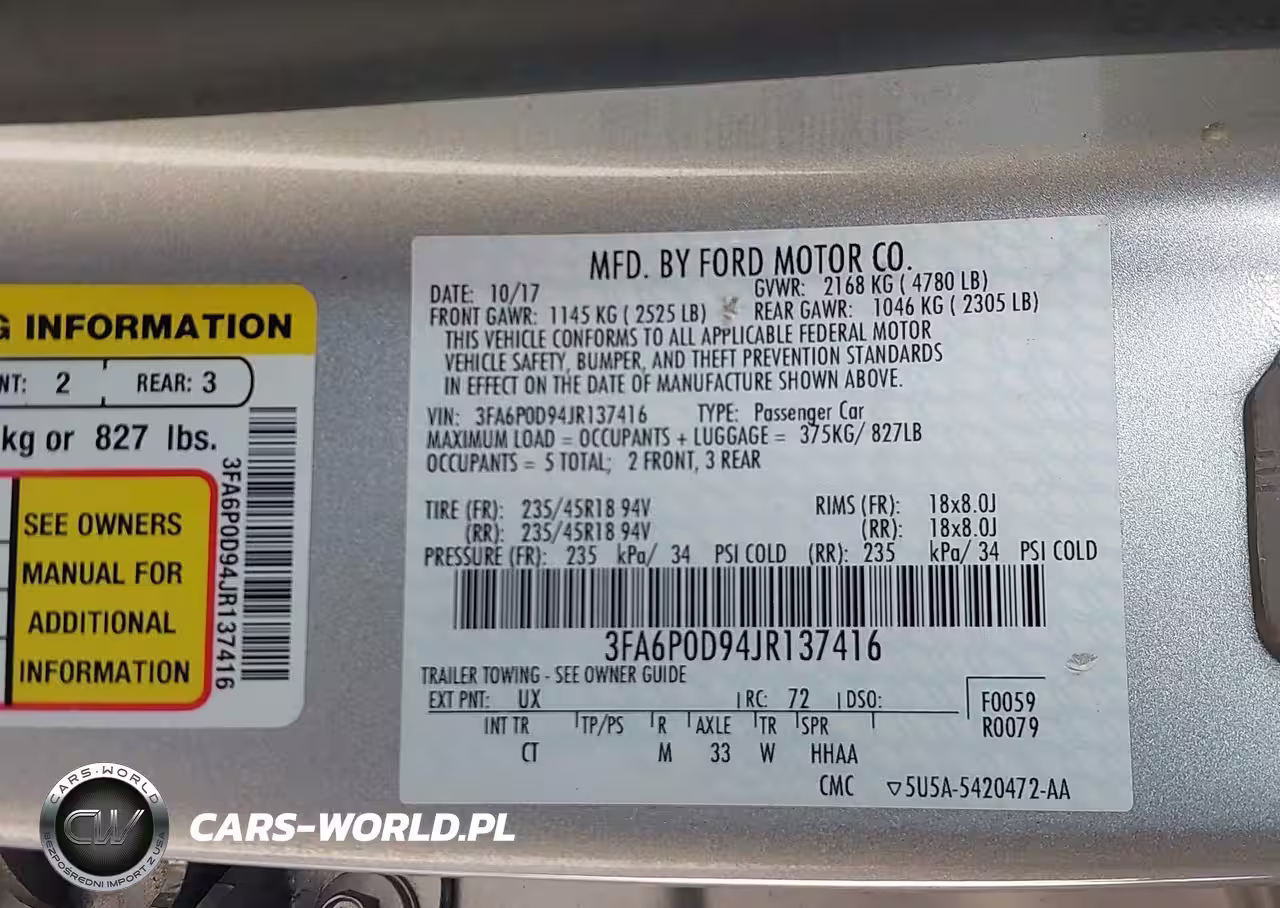 G INFORMATION
NT: 2 REAR: 3
kg or 827 lbs.
SEE OWNERS
MANUAL FOR
ADDITIONAL
INFORMATION
3FA6P0D94JR137416
MFD. BY FORD MOTOR CO.
DATE: 10/17 GVWR: 2168 KG ( 4780 LB)
FRONT GAWR: 1145 KG ( 2525 LB) REAR GAWR: 1046 KG ( 2305 LB)
THIS VEHICLE CONFORMS TO ALL APPLICABLE FEDERAL MOTOR
VEHICLE SAFETY, BUMPER, AND THEFT PREVENTION STANDARDS
IN EFFECT ON THE DATE OF MANUFACTURE SHOWN ABOVE.
VIN: 3FA6P0D94JR137416 TYPE: Passenger Car
MAXIMUM LOAD = OCCUPANTS + LUGGAGE = 375KG/ 827LB
OCCUPANTS = 5 TOTAL; 2 FRONT, 3 REAR
TIRE (FR): 235/45R18 94V RIMS (FR): 18x8.0J
(RR): 235/45R18 94V (RR): 18x8.0J
PRESSURE (FR): 235 kPa/ 34 PSI COLD (RR): 235 kPa/ 34 PSI COLD
3FA6P0D94JR137416
TRAILER TOWING - SEE OWNER GUIDE
EXT PNT: UX RC: 72 DSO: F0059
INT TR TP/PS R AXLE TR SPR R0079
CT M 33 W HHAA
CMC ▽5U5A-5420472-AA
CARS-WORLD
CW
BEZPOŚREDNI IMPORT Z USA
CARS-WORLD.PL